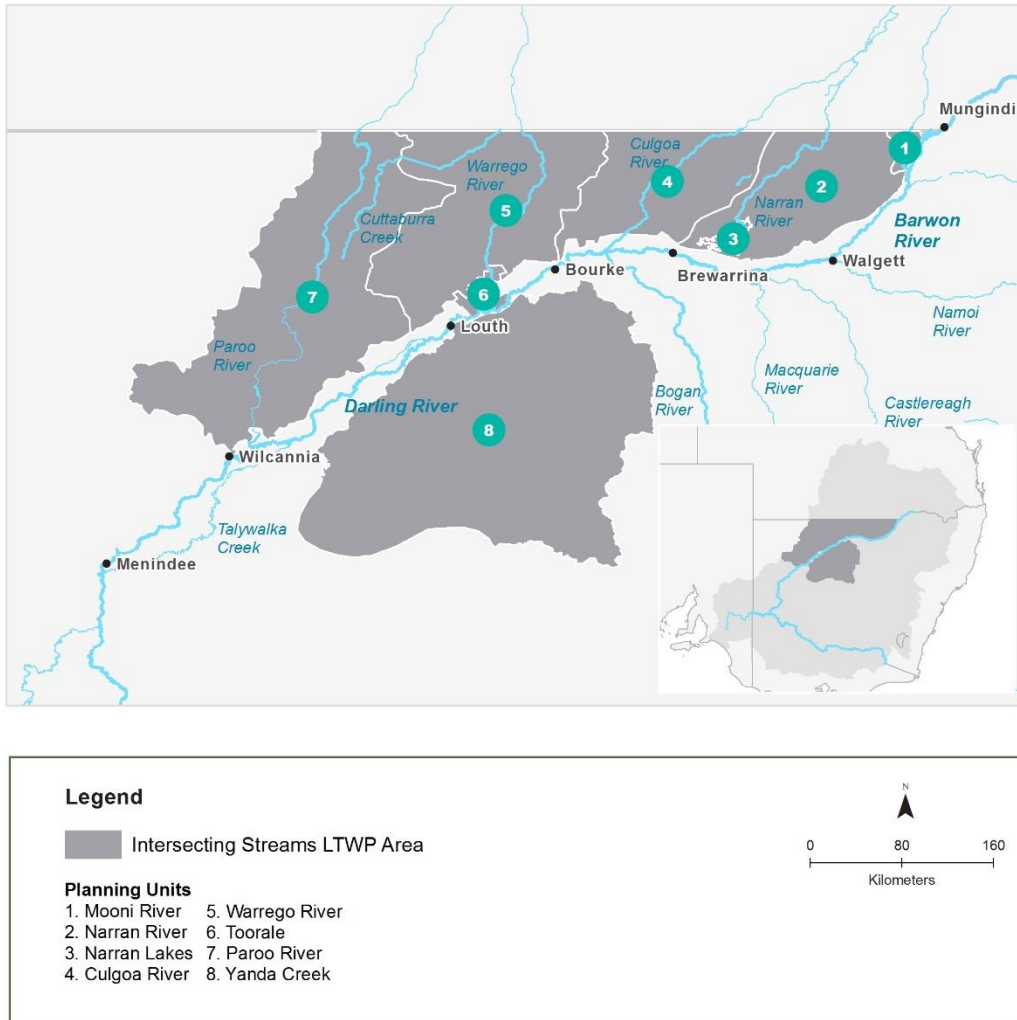 Mungindi
1
Culgoa
River
Warrego
River
4
2
5
Narran
River
Cuttaburra
Creek
Barwon
River
3
Bourke
Brewarrina
Walgett
7
6
Louth
Namoi
River
Paroo
River
Macquarie
River
Bogan
River
Castlereagh
River
Darling River
8
Wilcannia
Talywalka
Creek
Menindee
Legend
N
Intersecting Streams LTWP Area
0 80 160
Kilometers
Planning Units
1. Mooni River 5. Warrego River
2. Narran River 6. Toorale
3. Narran Lakes 7. Paroo River
4. Culgoa River 8. Yanda Creek